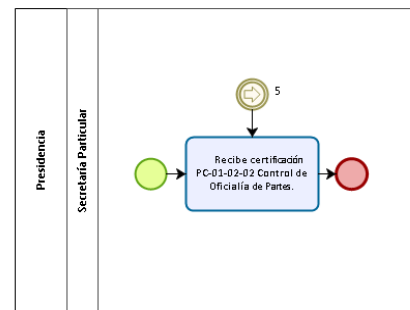 Presidencia
Secretaría Particular
5
Recibe certificación
PC-01-02-02 Control de
Oficialía de Partes.